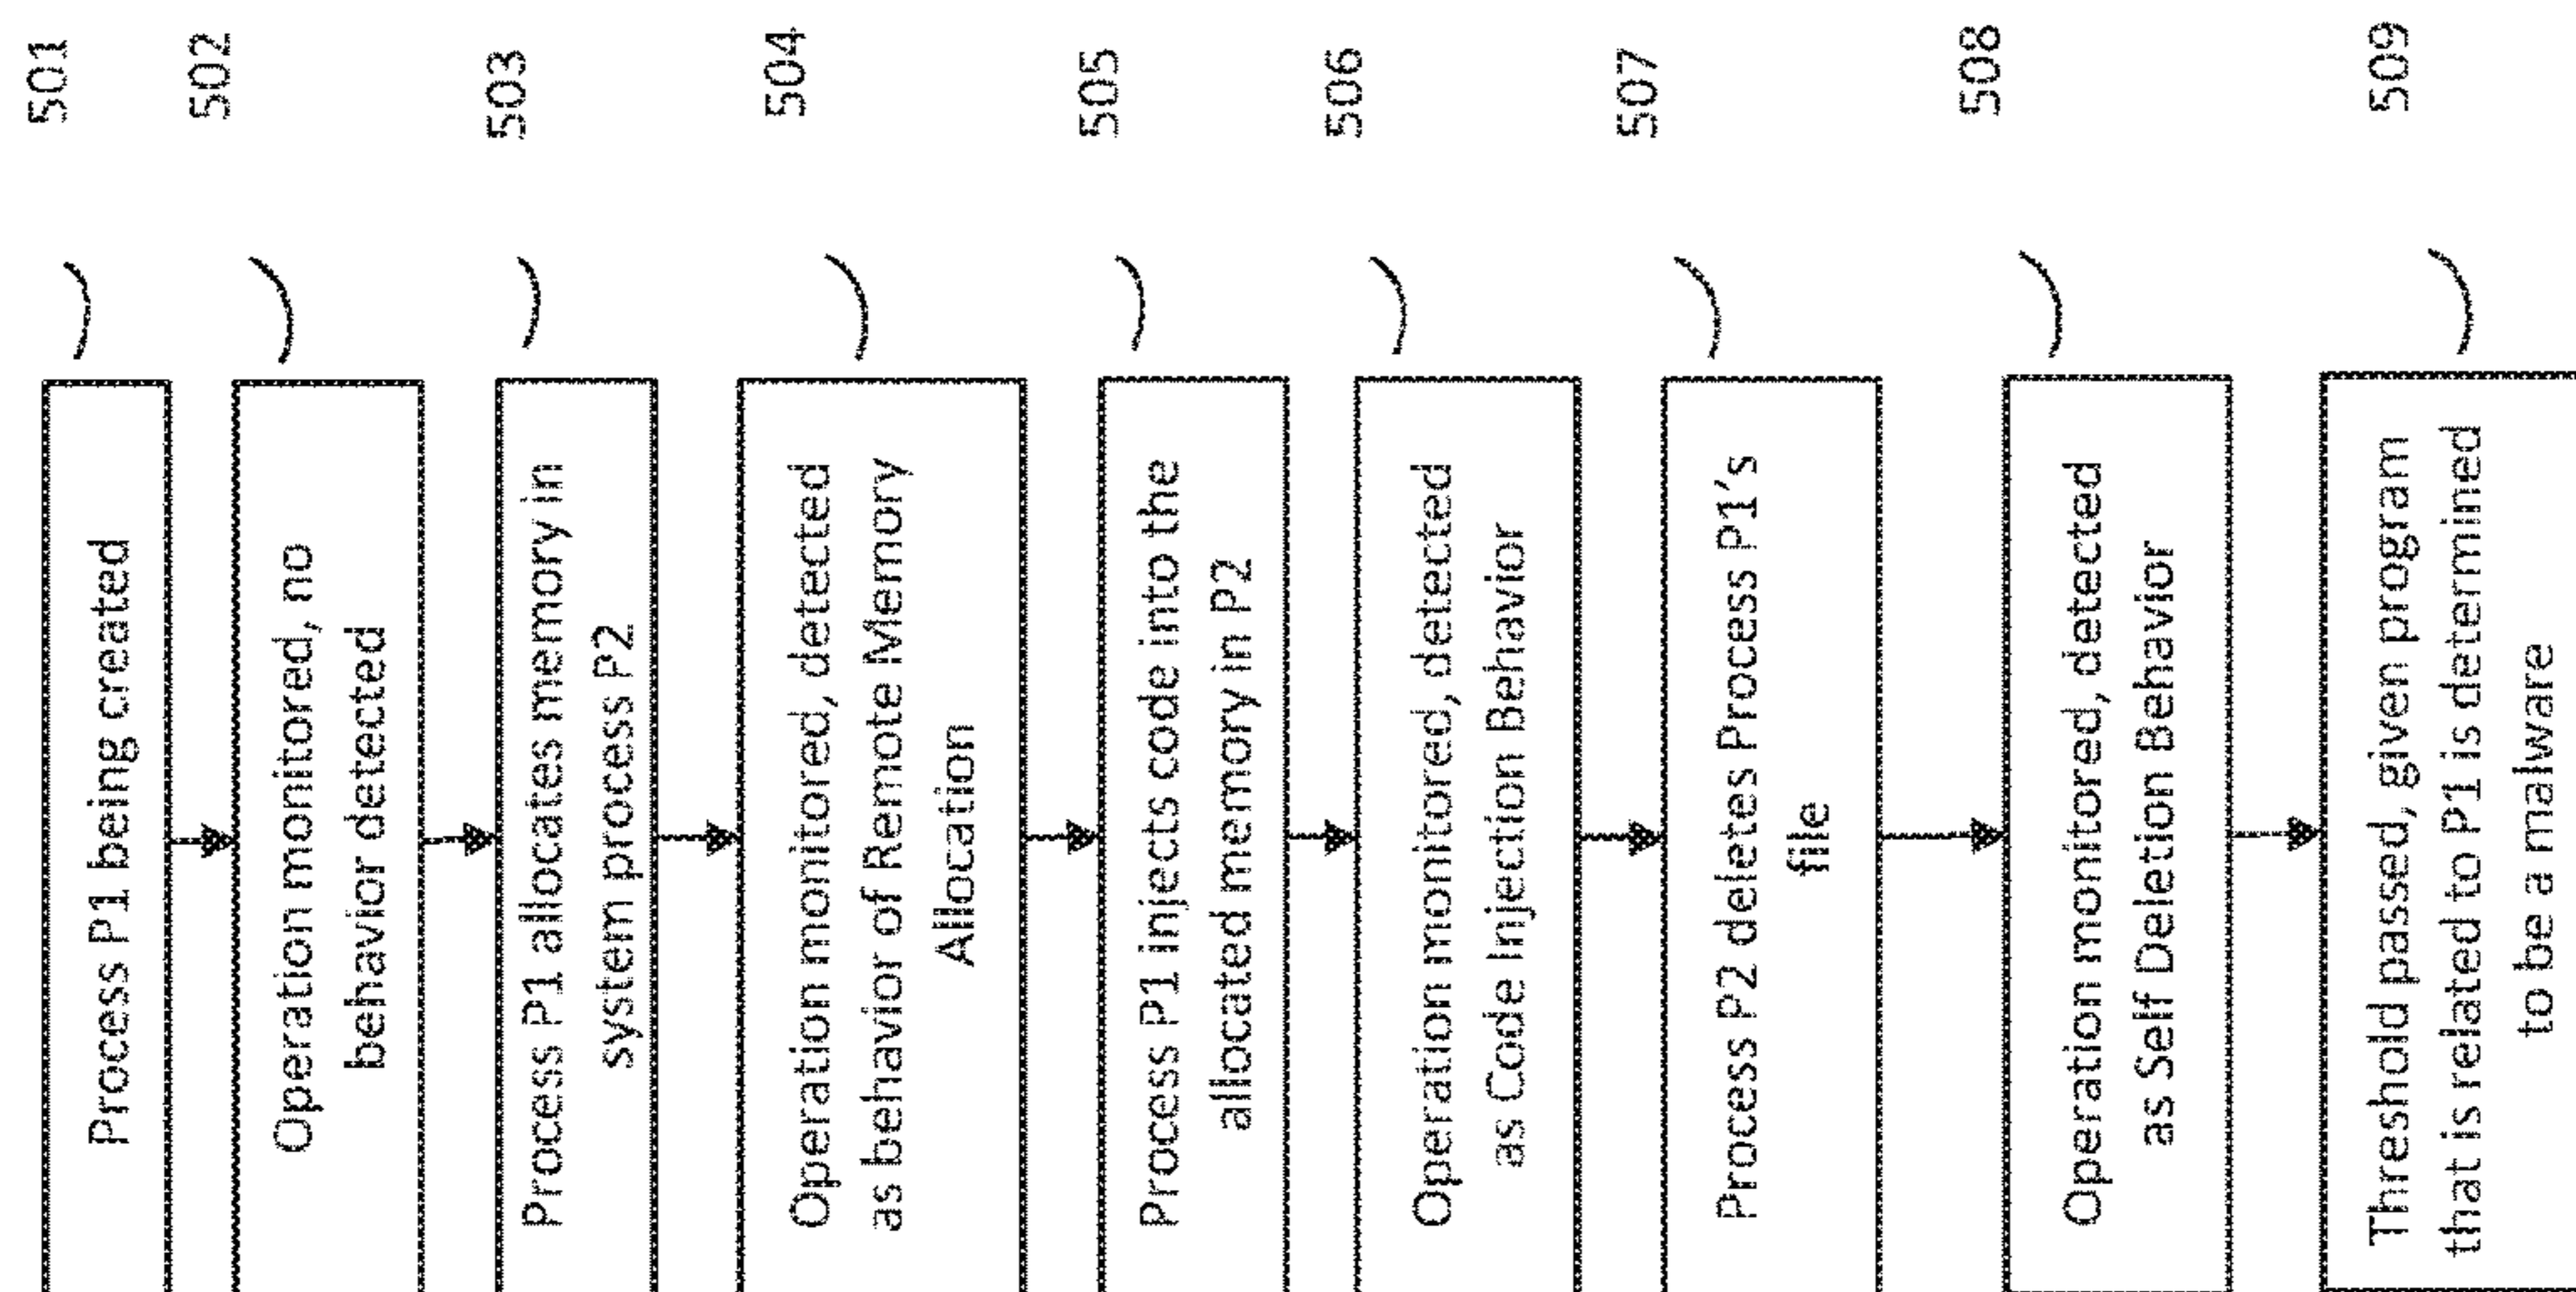 Process P1 being created
501
Operation monitored, no
behavior detected
502
Process P1 allocates memory in
system process P2
503
Operation monitored, detected
as behavior of Remote Memory
Allocation
504
Process P1 injects code into the
allocated memory in P2
505
Operation monitored, detected
as Code Injection Behavior
506
Process P2 deletes Process P1's
file
507
Operation monitored, detected
as Self Deletion Behavior
508
Threshold passed, given program
that is related to P1 is determined
to be a malware
509